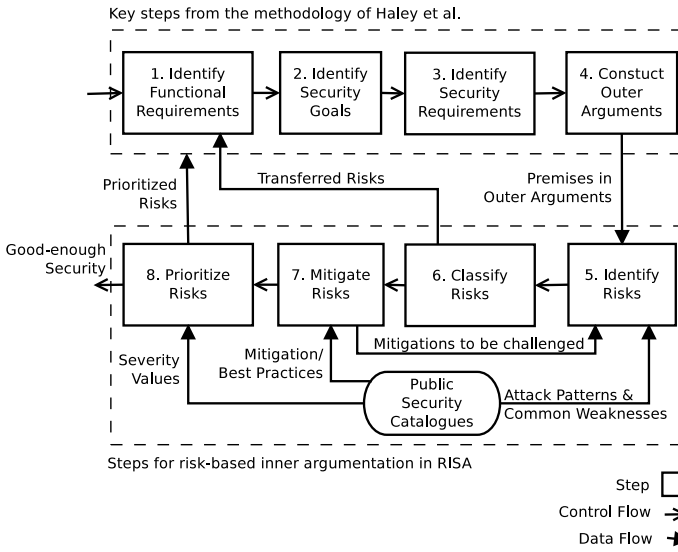 Key steps from the methodology of Haley et al.
1. Identify
Functional
Requirements
2. Identify
Security
Goals
3. Identify
Security
Requirements
4. Constuct
Outer
Arguments
Prioritized
Risks
Transferred Risks
Premises in
Outer Arguments
Good-enough
Security
8. Prioritize
Risks
7. Mitigate
Risks
6. Classify
Risks
5. Identify
Risks
Severity
Values
Mitigation/
Best Practices
Mitigations to be challenged
Public
Security
Catalogues
Attack Patterns &
Common Weaknesses
Steps for risk-based inner argumentation in RISA
Step
Control Flow
Data Flow